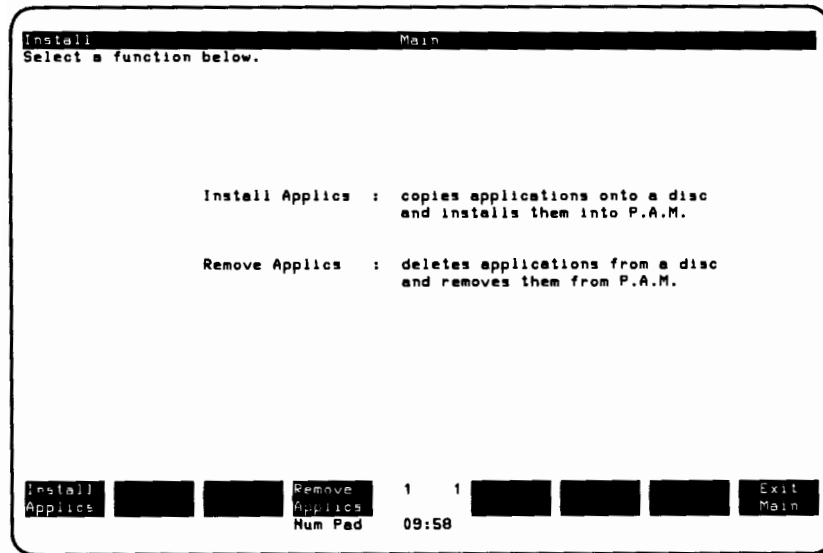 Install Main
Select a function below.
Install Applics : copies applications onto a disc
and installs them into P.A.M.
Remove Applics : deletes applications from a disc
and removes them from P.A.M.
Install Remove 1 1 Exit
Applics Applics Main
Num Pad 09:58